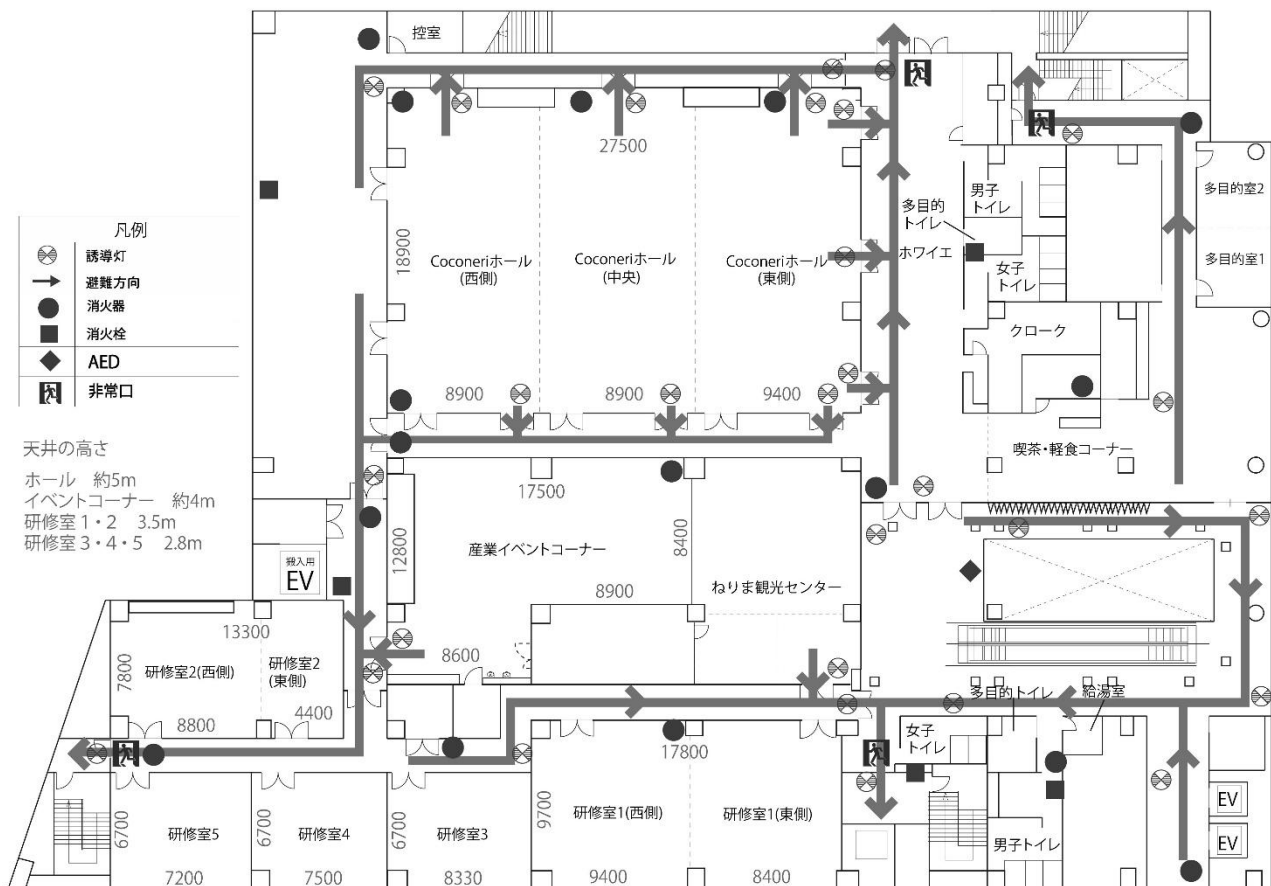 控室
27500
18900
Coconeriホール
(西側)
Coconeriホール
(中央)
Coconeriホール
(東側)
8900
8900
9400
多目的
トイレ
ホワイエ
男子
トイレ
女子
トイレ
クローク
多目的室2
多目的室1
喫茶・軽食コーナー
凡例
誘導灯
避難方向
消火器
消火栓
AED
非常口
天井の高さ
ホール 約5m
イベントコーナー 約4m
研修室1・2 3.5m
研修室3・4・5 2.8m
17500
12800
産業イベントコーナー
8400
8900
ねりま観光センター
8600
搬入用
EV
13300
7800
研修室2(西側)
研修室2
(東側)
8800
4400
多目的トイレ
給湯室
女子
トイレ
17800
6700
研修室5
7200
6700
研修室4
7500
6700
研修室3
8330
9700
研修室1(西側)
9400
研修室1(東側)
8400
男子トイレ
EV
EV